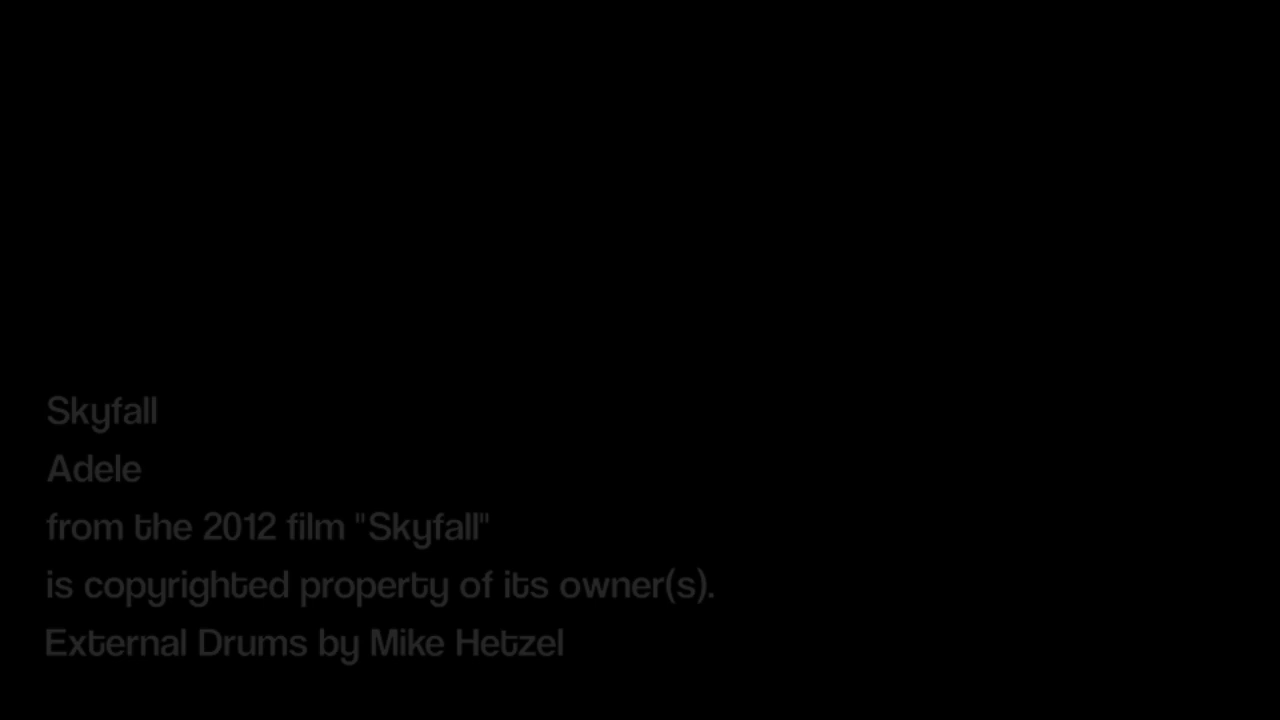 Skyfall
Adele
from the 2012 film "Skyfall"
is copyrighted property of its owner(s).
External Drums by Mike Hetzel